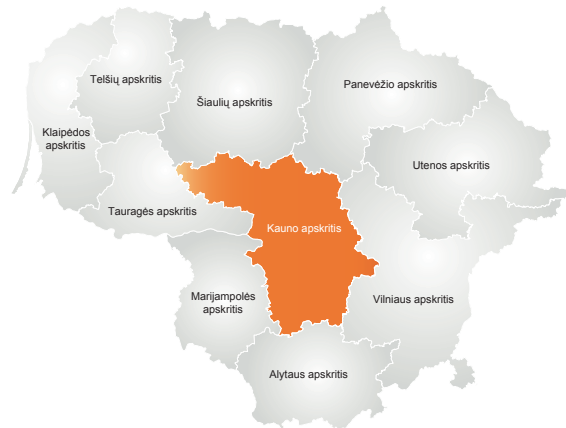 Telšių apskritis
Šiaulių apskritis
Panevėžio apskritis
Klaipėdos
apskritis
Utenos apskritis
Tauragės apskritis
Kauno apskritis
Marijampolės
apskritis
Vilniaus apskritis
Alytaus apskritis